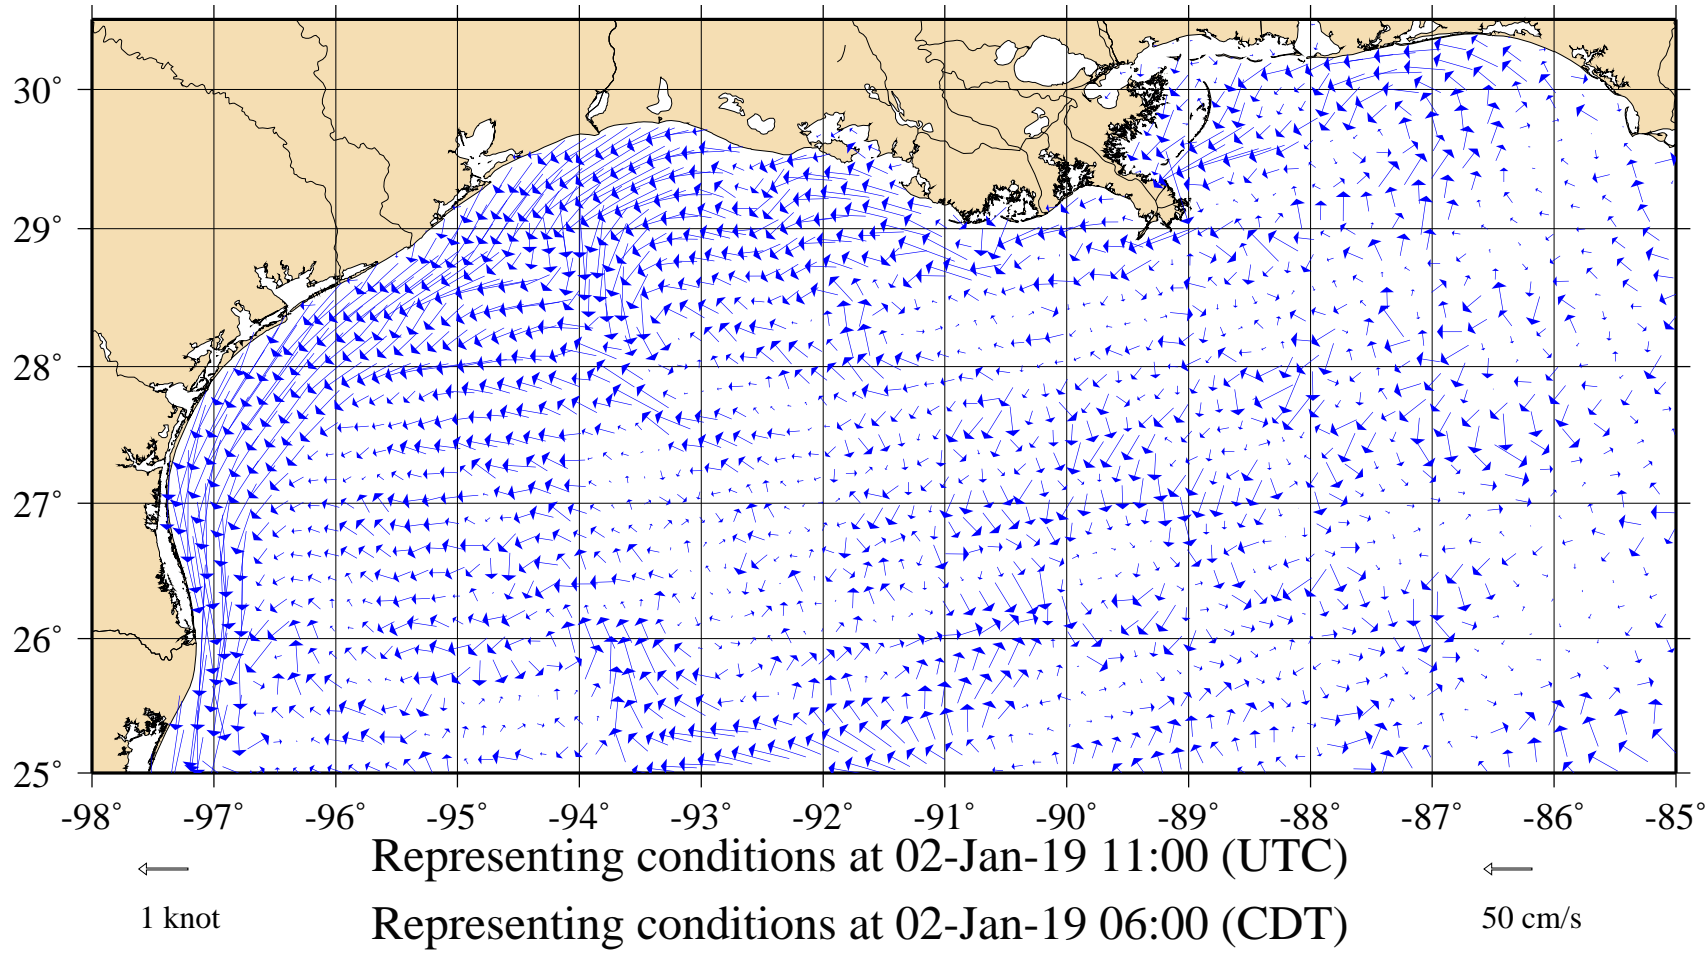 30°
29°
28°
27°
26°
25°
-98° -97° -96° -95° -94° -93° -92° -91° -90° -89° -88° -87° -86° -85°
Representing conditions at 02-Jan-19 11:00 (UTC)
1 knot
Representing conditions at 02-Jan-19 06:00 (CDT)
50 cm/s